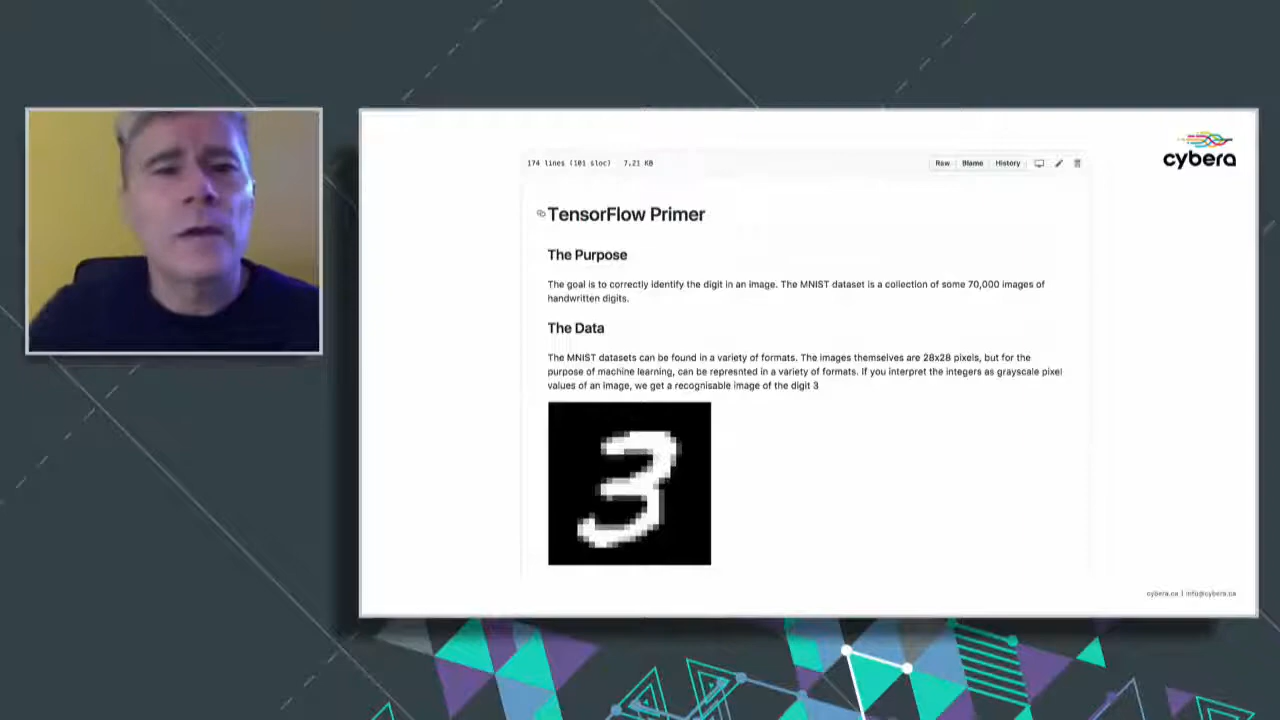 cybera
174 lines (101 sloc) 7.21 KB
Raw Blame History
TensorFlow Primer
The Purpose
The goal is to correctly identify the digit in an image. The MNIST dataset is a collection of some 70,000 images of
handwritten digits.
The Data
The MNIST datasets can be found in a variety of formats. The images themselves are 28x28 pixels, but for the
purpose of machine learning, can be represnted in a variety of formats. If you interpret the integers as grayscale pixel
values of an image, we get a recognisable image of the digit 3
3
cybera.ca | info@cybera.ca